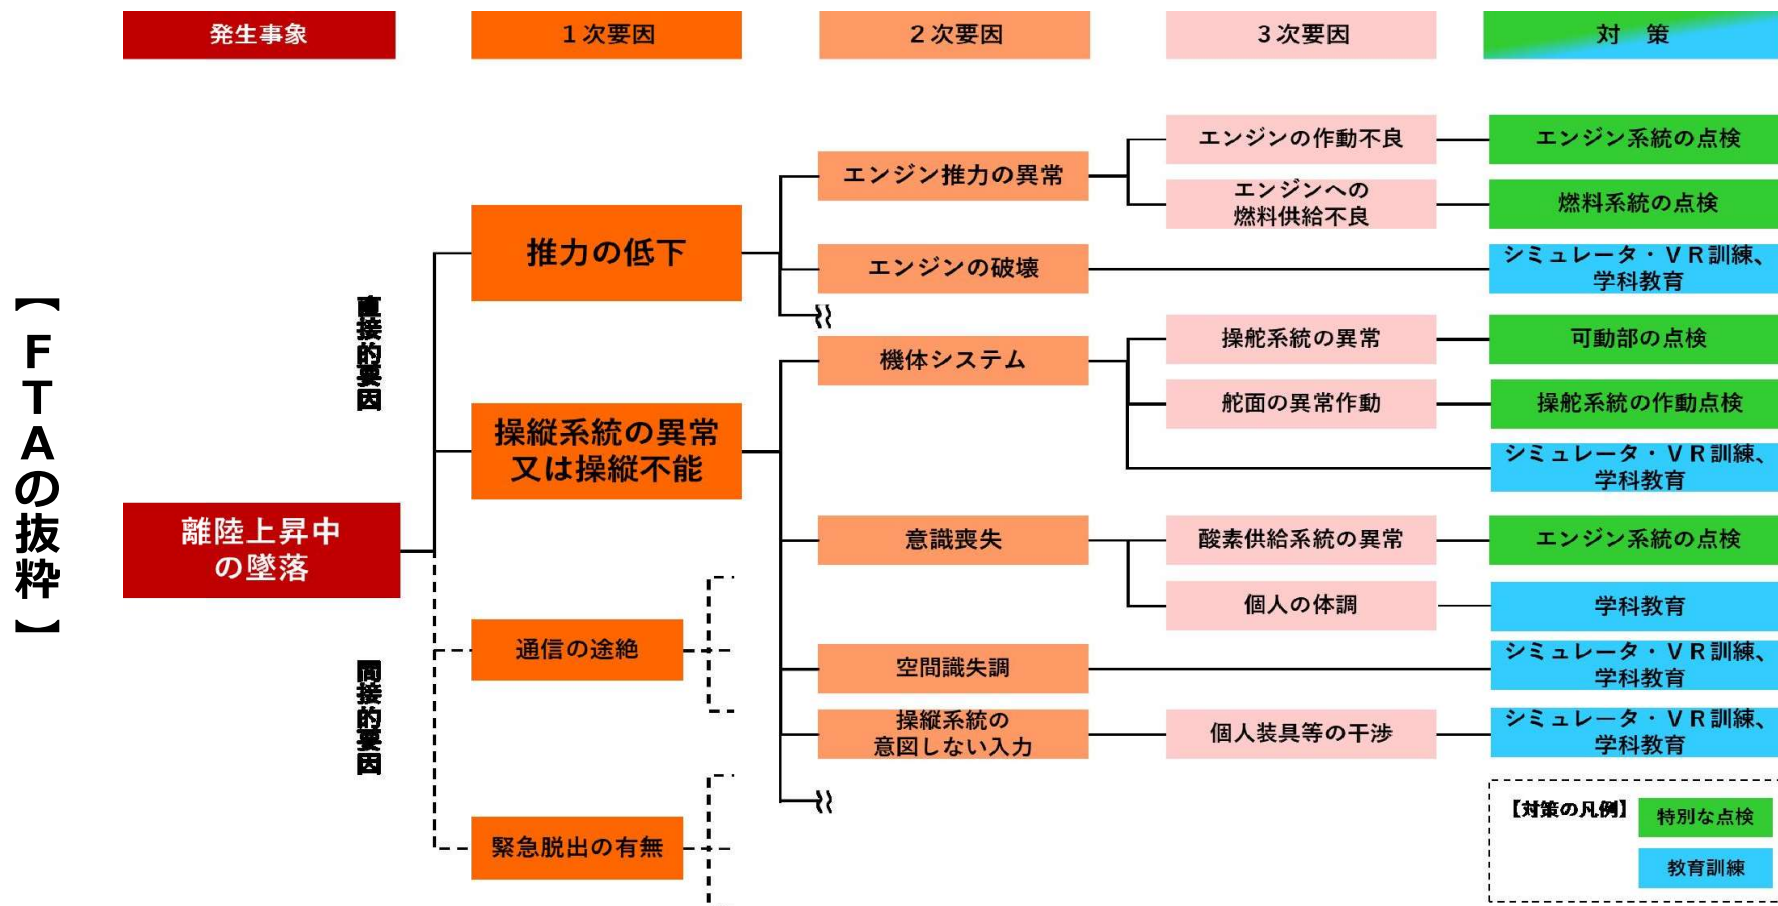 【FTAの抜粋】
発生事象
1次要因
2次要因
3次要因
対　策
直接的要因
間接的要因
離陸上昇中
の墜落
推力の低下
操縦系統の異常
又は操縦不能
通信の途絶
緊急脱出の有無
エンジン推力の異常
エンジンの破壊
機体システム
意識喪失
空間識失調
操縦系統の
意図しない入力
エンジンの作動不良
エンジンへの
燃料供給不良
操舵系統の異常
舵面の異常作動
酸素供給系統の異常
個人の体調
個人装具等の干渉
エンジン系統の点検
燃料系統の点検
シミュレータ・VR訓練、
学科教育
可動部の点検
操舵系統の作動点検
シミュレータ・VR訓練、
学科教育
エンジン系統の点検
学科教育
シミュレータ・VR訓練、
学科教育
シミュレータ・VR訓練、
学科教育
【対策の凡例】
特別な点検
教育訓練